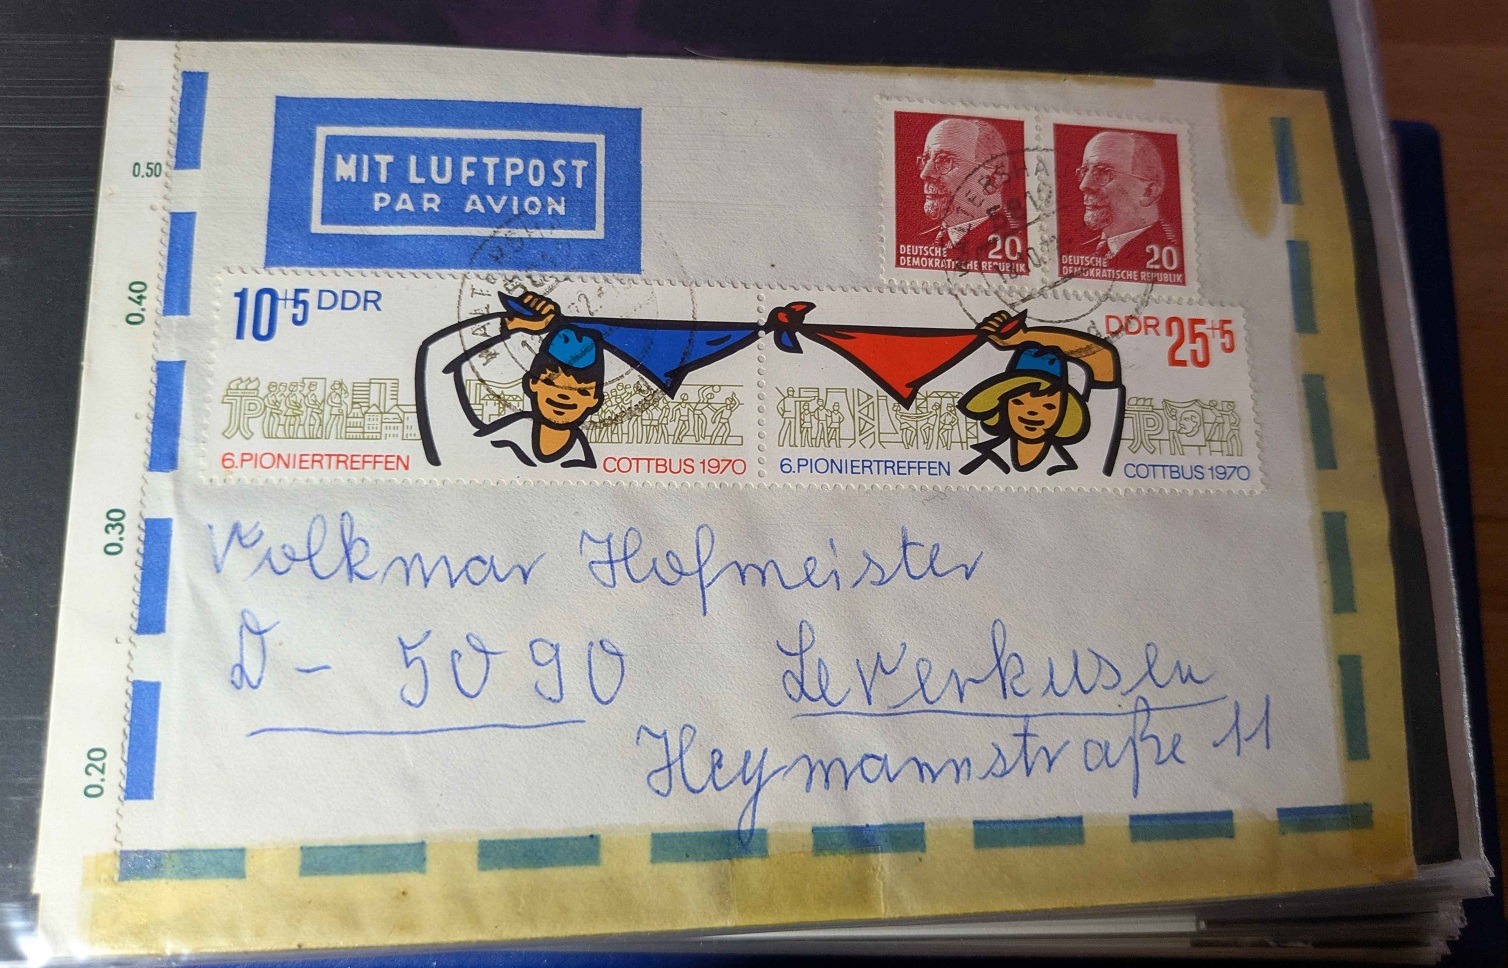 0.50
0.40
0.30
0.20
MIT LUFTPOST
PAR AVION
DEUTSCHE
DEMOKRATISCHE REPUBLIK
20
DEUTSCHE
DEMOKRATISCHE REPUBLIK
20
10+5 DDR
6.PIONIERTREFFEN
COTTBUS 1970
DDR 25+5
6.PIONIERTREFFEN
COTTBUS 1970
Volkmar Hofmeister
D - 5090 Leverkusen
Heymannstraße 11